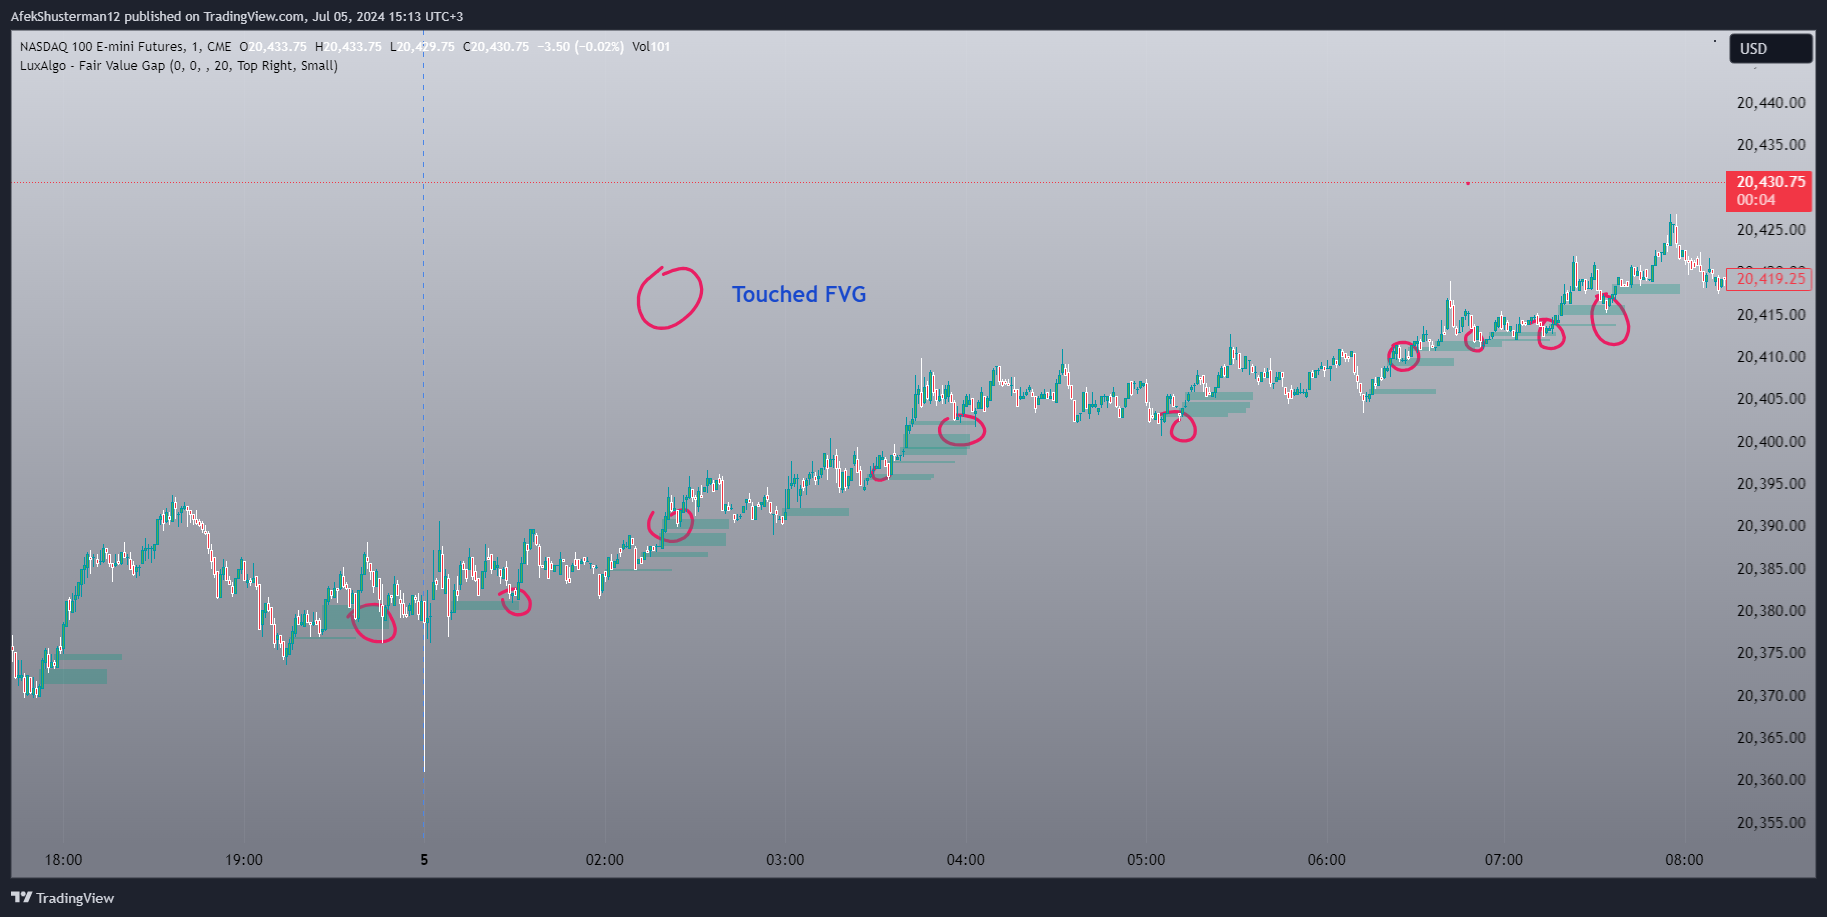 AfekShusterman12 published on TradingView.com, Jul 05, 2024 15:13 UTC+3
NASDAQ 100 E-mini Futures, 1, CME O20,433.75 H20,433.75 L20,429.75 C20,430.75 −3.50 (−0.02%) Vol101
LuxAlgo - Fair Value Gap (0, 0, , 20, Top Right, Small)
USD
20,440.00
20,435.00
20,430.75
00:04
20,425.00
20,419.25
20,415.00
20,410.00
20,405.00
20,400.00
20,395.00
20,390.00
20,385.00
20,380.00
20,375.00
20,370.00
20,365.00
20,360.00
20,355.00
Touched FVG
18:00 19:00 5 02:00 03:00 04:00 05:00 06:00 07:00 08:00
TradingView